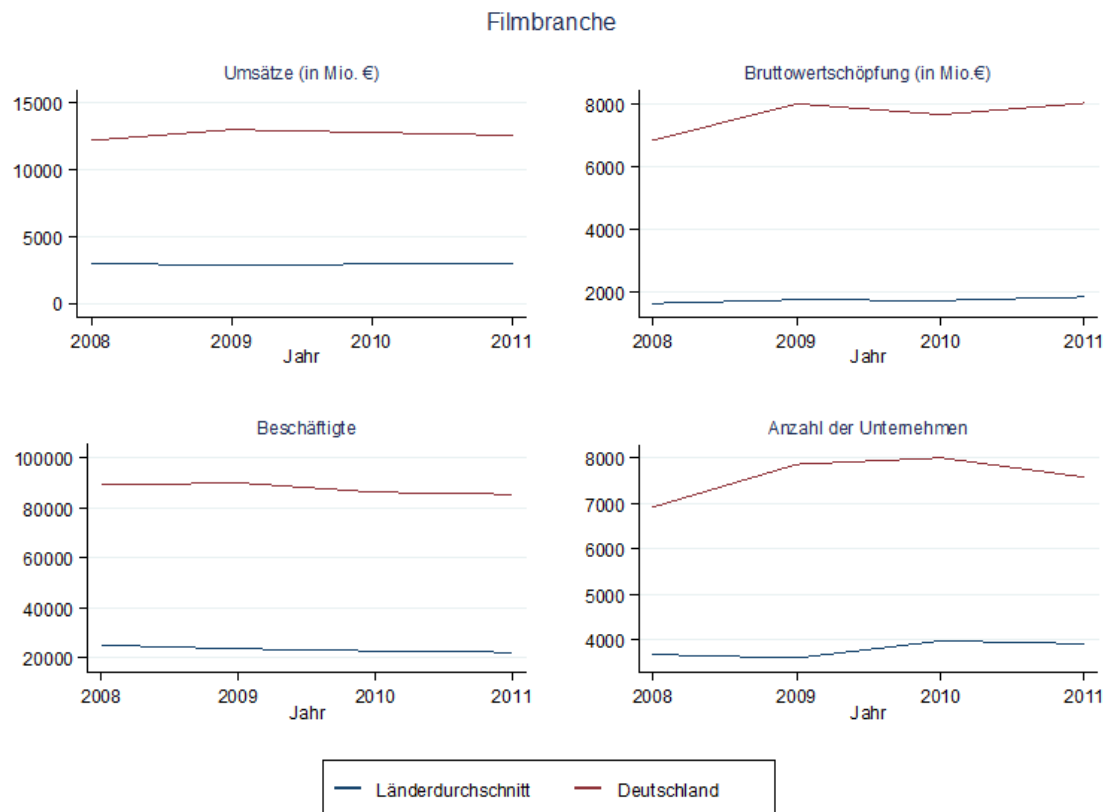 Filmbranche
Umsätze (in Mio. €)
15000
10000
5000
0
2008 2009 2010 2011
Jahr
Bruttowertschöpfung (in Mio.€)
8000
6000
4000
2000
2008 2009 2010 2011
Jahr
Beschäftigte
100000
80000
60000
40000
20000
2008 2009 2010 2011
Jahr
Anzahl der Unternehmen
8000
7000
6000
5000
4000
2008 2009 2010 2011
Jahr
Länderdurchschnitt Deutschland